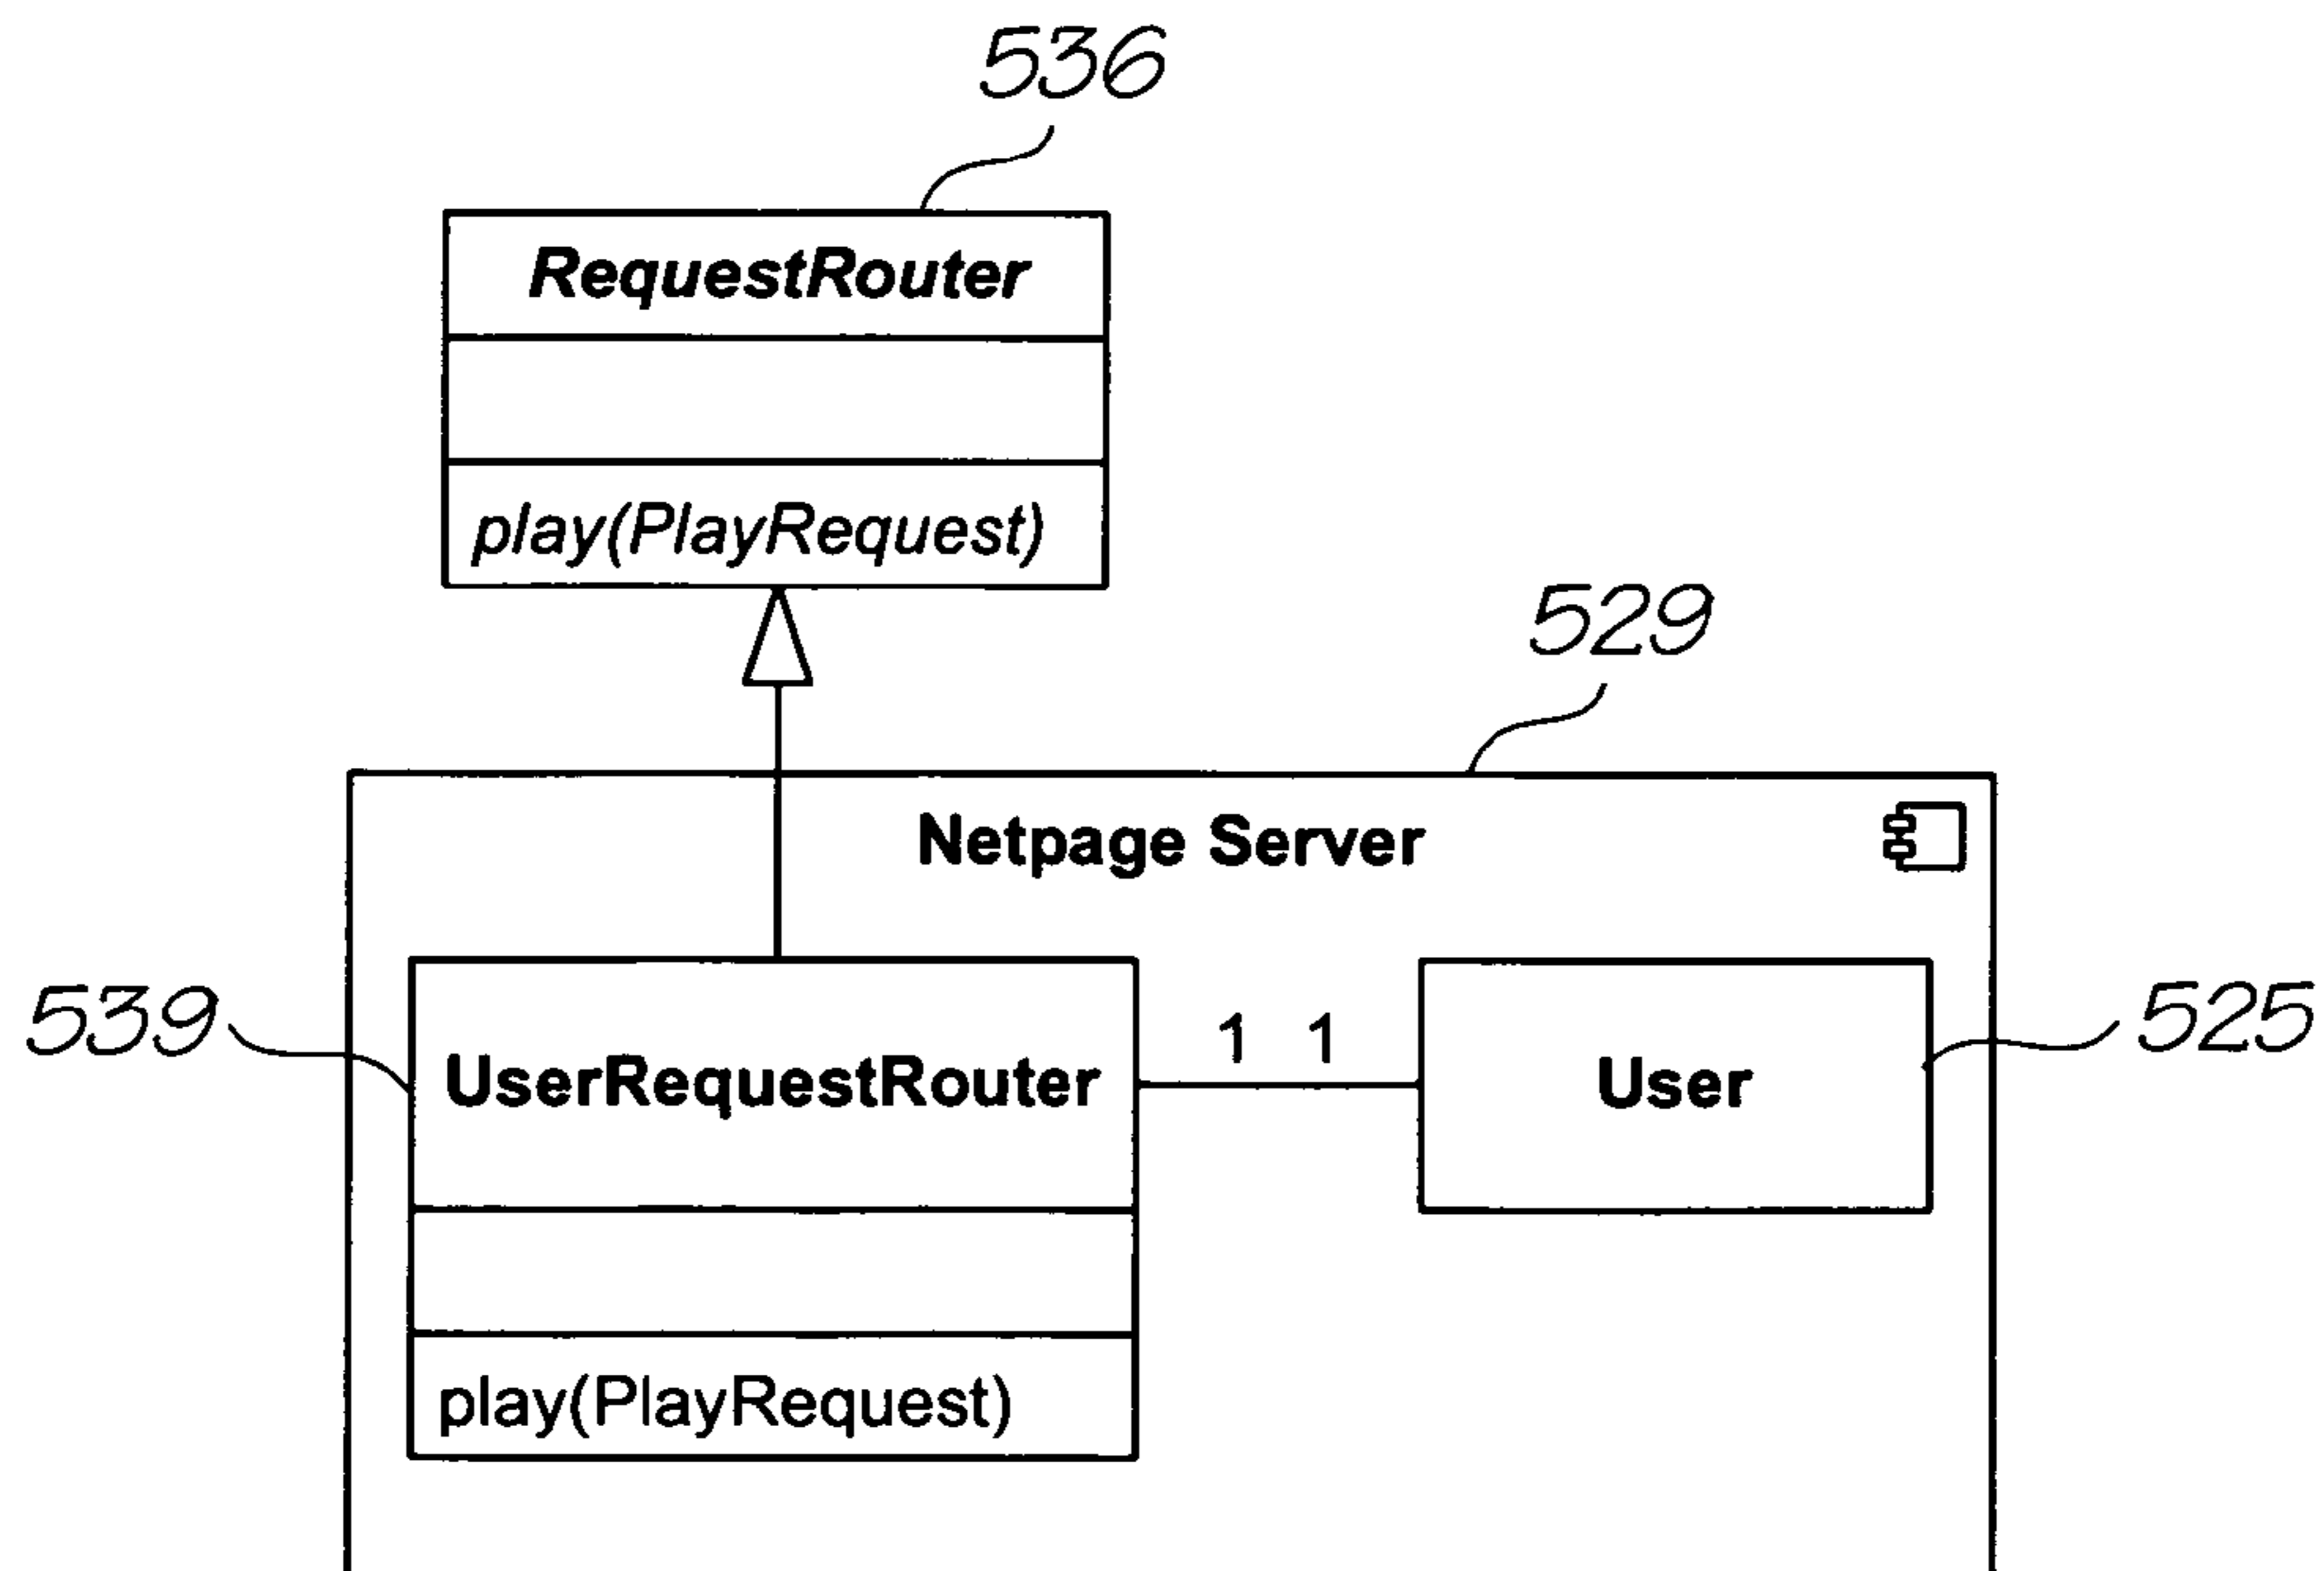 536
RequestRouter
play(PlayRequest)
529
Netpage Server
539
UserRequestRouter
1 1
User
525
play(PlayRequest)